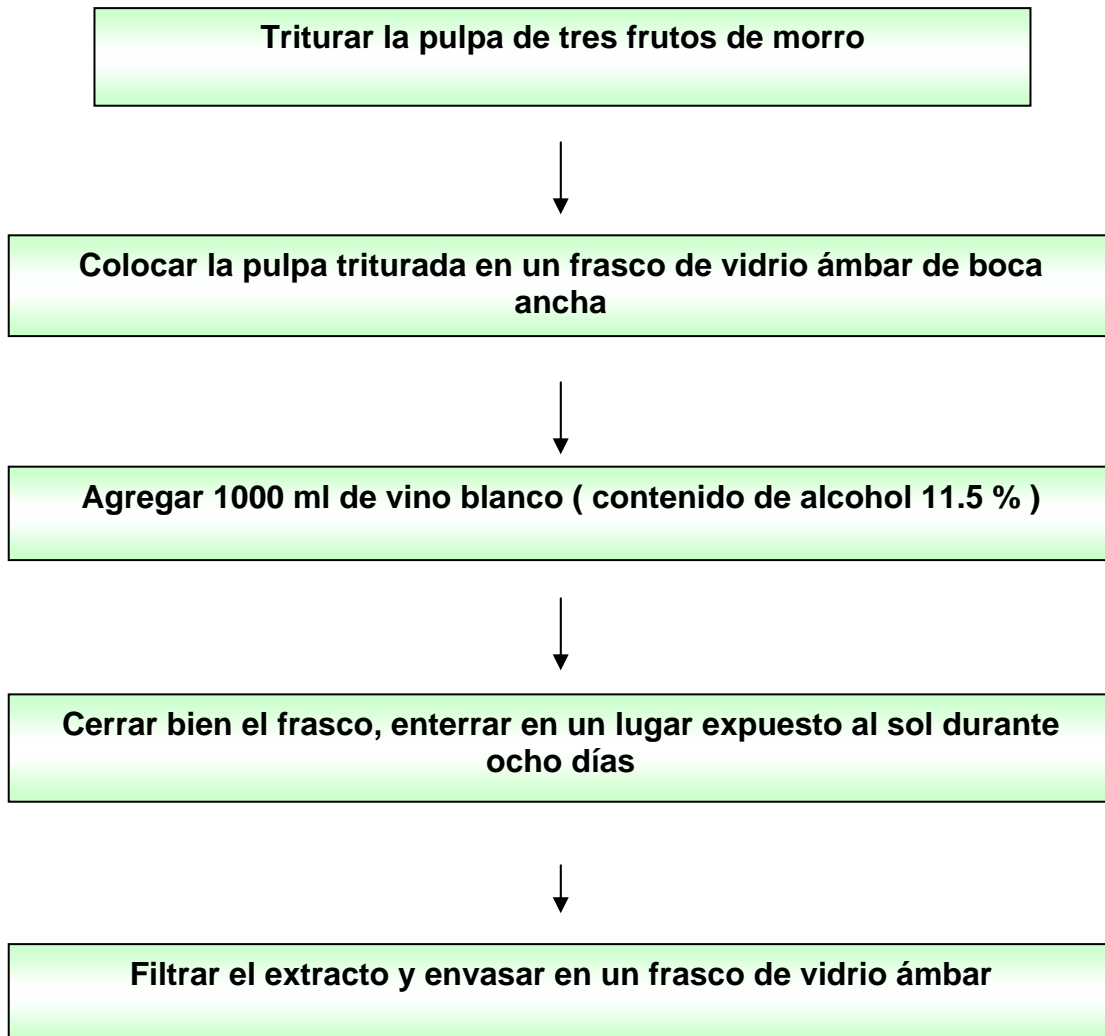 Triturar la pulpa de tres frutos de morro
Colocar la pulpa triturada en un frasco de vidrio ámbar de boca
ancha
Agregar 1000 ml de vino blanco ( contenido de alcohol 11.5 % )
Cerrar bien el frasco, enterrar en un lugar expuesto al sol durante
ocho días
Filtrar el extracto y envasar en un frasco de vidrio ámbar